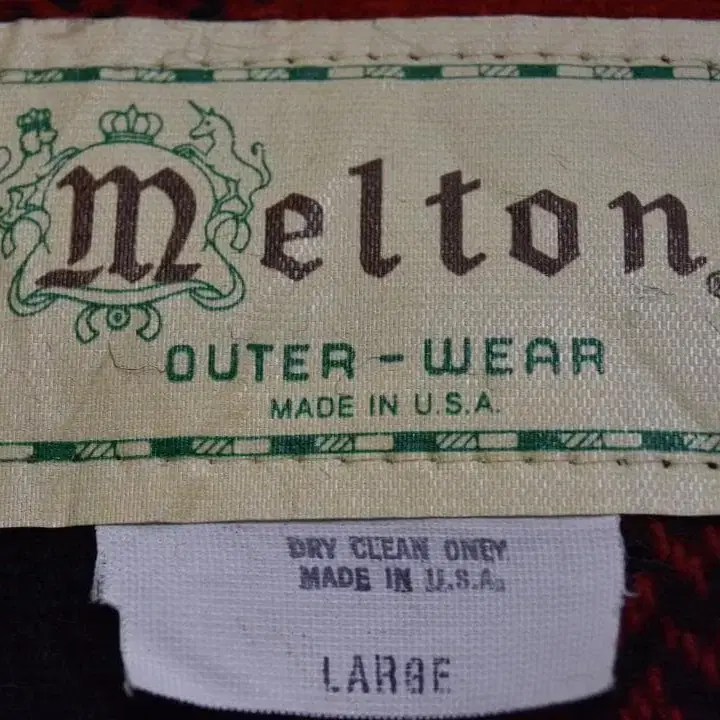 Melton®
OUTER-WEAR
MADE IN U.S.A.
DRY CLEAN ONLY
MADE IN U.S.A.
LARGE